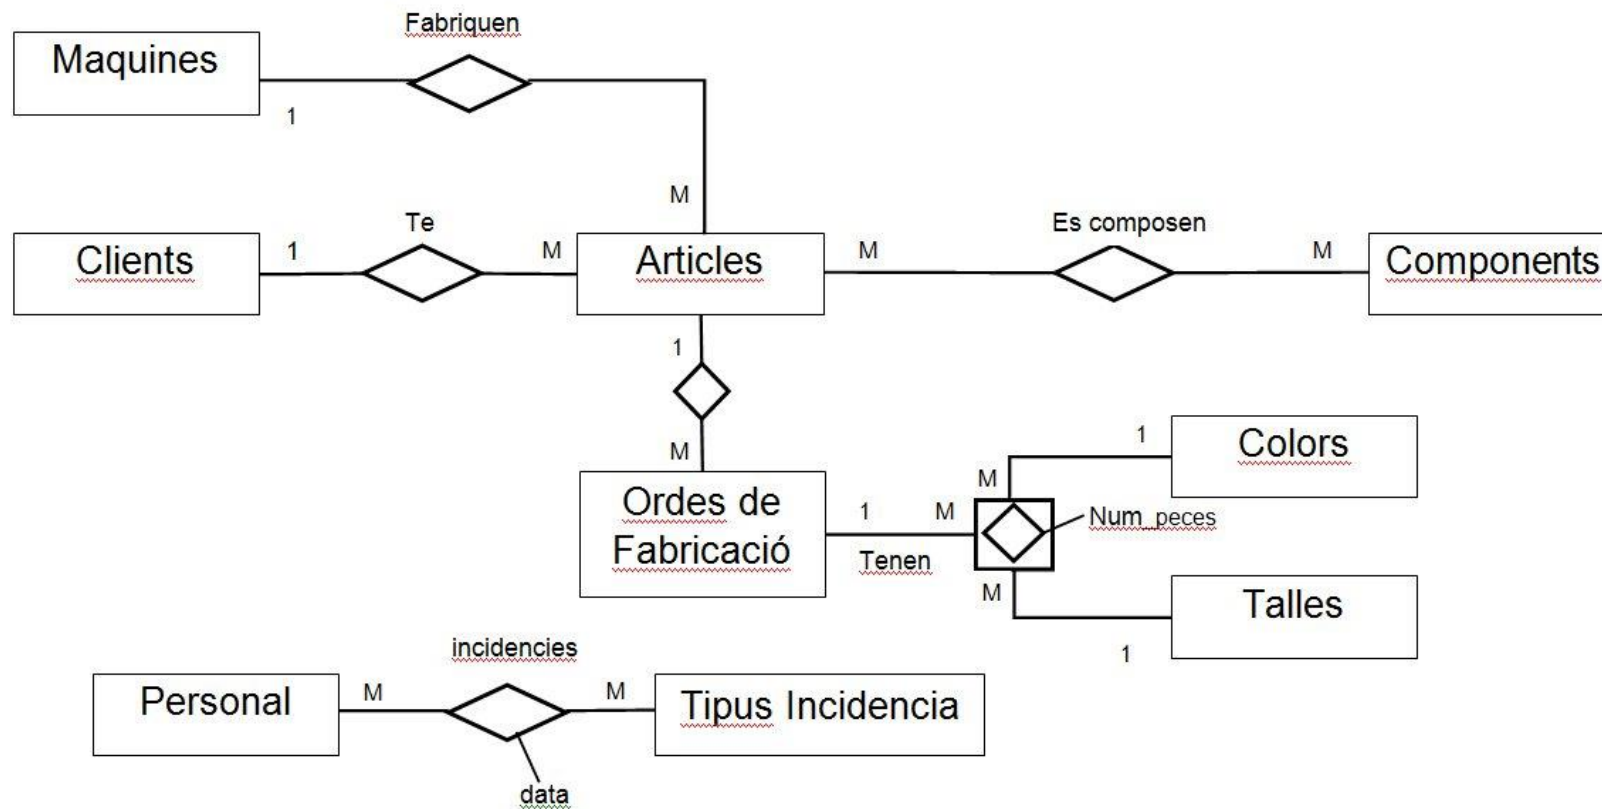 Fabriquen
Maquines
1
M
Te
Es composen
Clients
1
M
Articles
M
M
Components
1
M
1
Colors
M
Ordes de
Fabricació
1
M
Num_peces
Tenen
M
Talles
1
incidencies
Personal
M
M
Tipus Incidencia
data